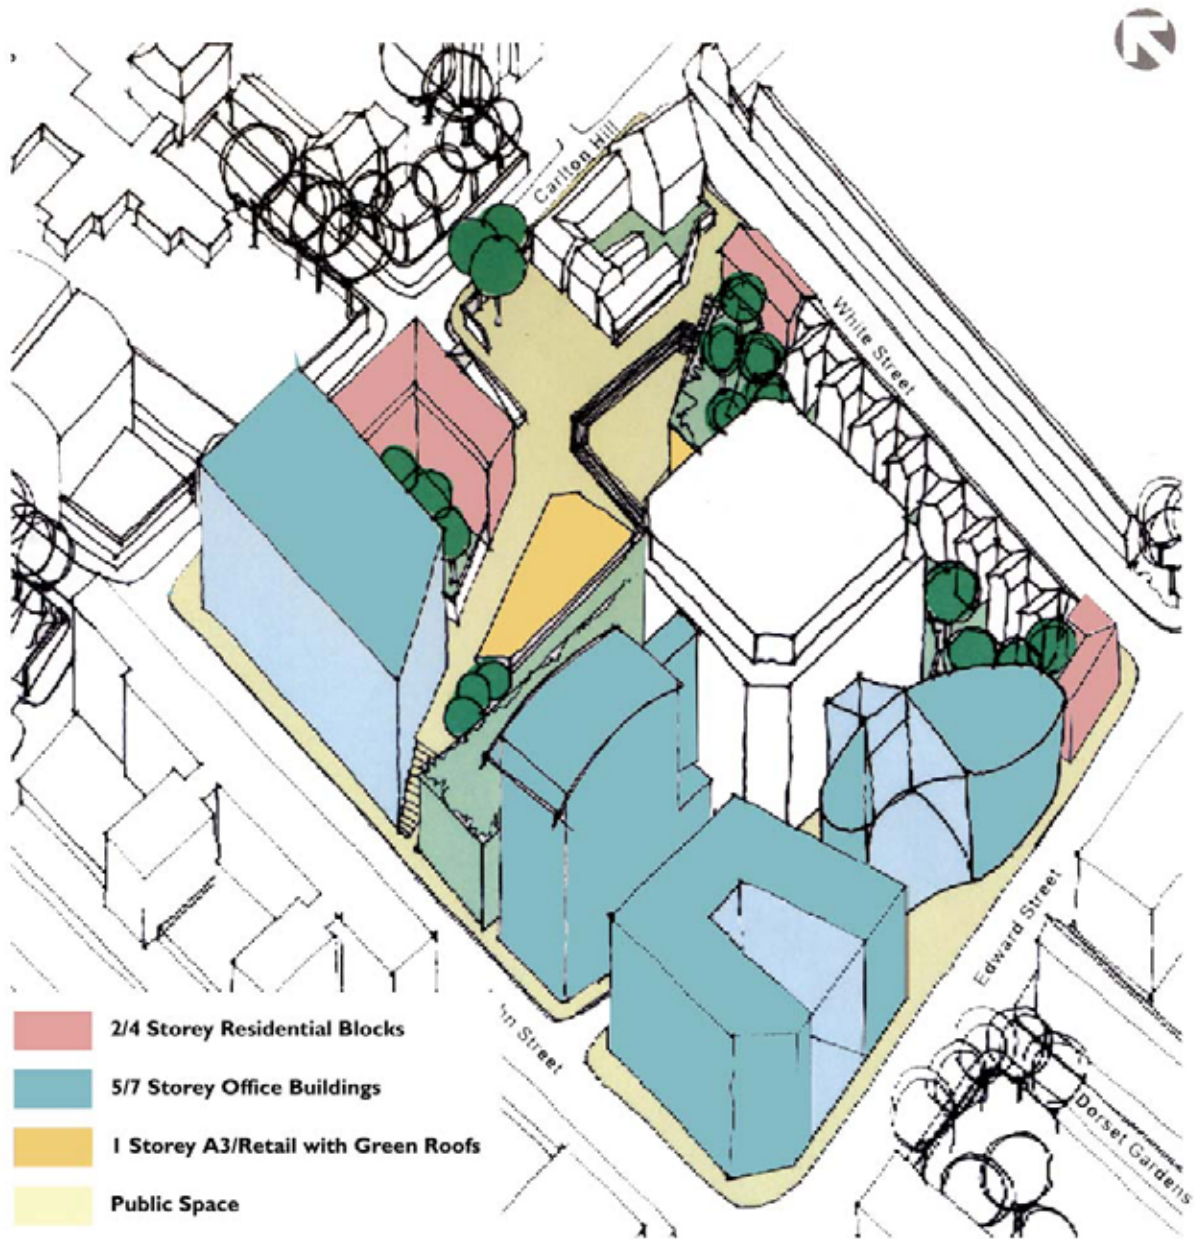 Carlton Hill
White Street
Edward Street
Street
Dorset Gardens
2/4 Storey Residential Blocks
5/7 Storey Office Buildings
1 Storey A3/Retail with Green Roofs
Public Space